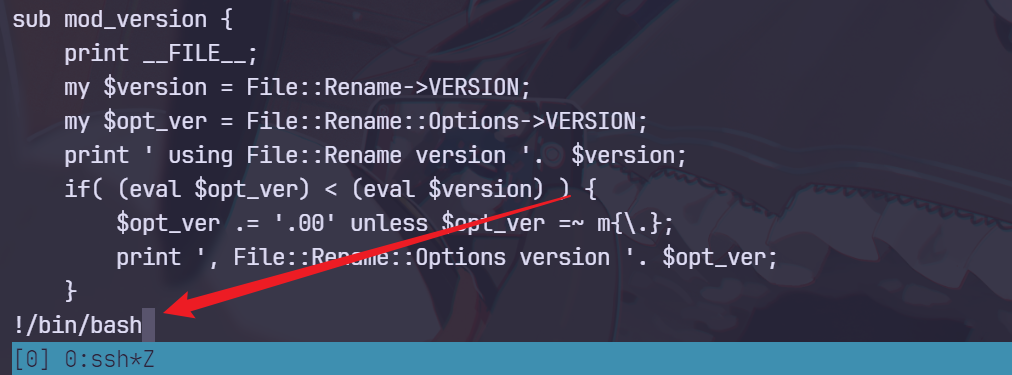 sub mod_version {
    print __FILE__;
    my $version = File::Rename->VERSION;
    my $opt_ver = File::Rename::Options->VERSION;
    print ' using File::Rename version '.  $version;
    if( (eval $opt_ver) < (eval $version) ) {
        $opt_ver .= '.00' unless $opt_ver =~ m{\.};
        print ', File::Rename::Options version '. $opt_ver;
    }
!/bin/bash
[0] 0:ssh*Z